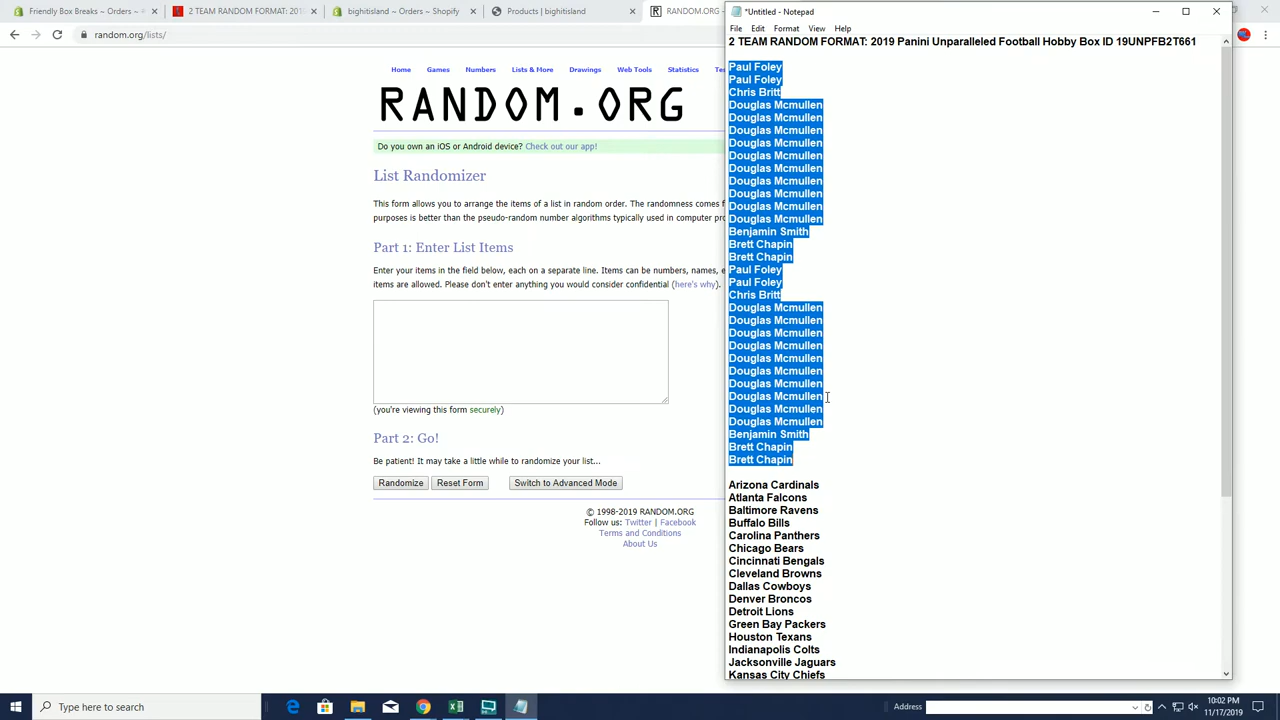 Friendly Box Breaks ~ Orders ~
2 TEAM RANDOM FORMAT: 20
bighitisland ~ Orders ~ Shopify
Products | bighitisland
RANDOM.ORG
*Untitled - Notepad
random.org/lists/
File Edit Format View Help
2 TEAM RANDOM FORMAT: 2019 Panini Unparalleled Football Hobby Box ID 19UNPFB2T661
Home Games Numbers Lists & More Drawings Web Tools Statistics
RANDOM.ORG
Do you own an iOS or Android device? Check out our app!
List Randomizer
This form allows you to arrange the items of a list in random order. The randomness comes f
purposes is better than the pseudo-random number algorithms typically used in computer pr
Part 1: Enter List Items
Enter your items in the field below, each on a separate line. Items can be numbers, names, e
items are allowed. Please don't enter anything you would consider confidential (here's why).
(you're viewing this form securely)
Part 2: Go!
Be patient! It may take a little while to randomize your list...
Randomize Reset Form Switch to Advanced Mode
© 1998-2019 RANDOM.ORG
Follow us: Twitter | Facebook
Terms and Conditions
About Us
Paul Foley
Paul Foley
Chris Britt
Douglas Mcmullen
Douglas Mcmullen
Douglas Mcmullen
Douglas Mcmullen
Douglas Mcmullen
Douglas Mcmullen
Douglas Mcmullen
Douglas Mcmullen
Douglas Mcmullen
Douglas Mcmullen
Benjamin Smith
Brett Chapin
Brett Chapin
Paul Foley
Paul Foley
Chris Britt
Douglas Mcmullen
Douglas Mcmullen
Douglas Mcmullen
Douglas Mcmullen
Douglas Mcmullen
Douglas Mcmullen
Douglas Mcmullen
Douglas Mcmullen
Douglas Mcmullen
Douglas Mcmullen
Benjamin Smith
Brett Chapin
Brett Chapin
Arizona Cardinals
Atlanta Falcons
Baltimore Ravens
Buffalo Bills
Carolina Panthers
Chicago Bears
Cincinnati Bengals
Cleveland Browns
Dallas Cowboys
Denver Broncos
Detroit Lions
Green Bay Packers
Houston Texans
Indianapolis Colts
Jacksonville Jaguars
Kansas City Chiefs
Type here to search
Address
10:02 PM
11/17/2019